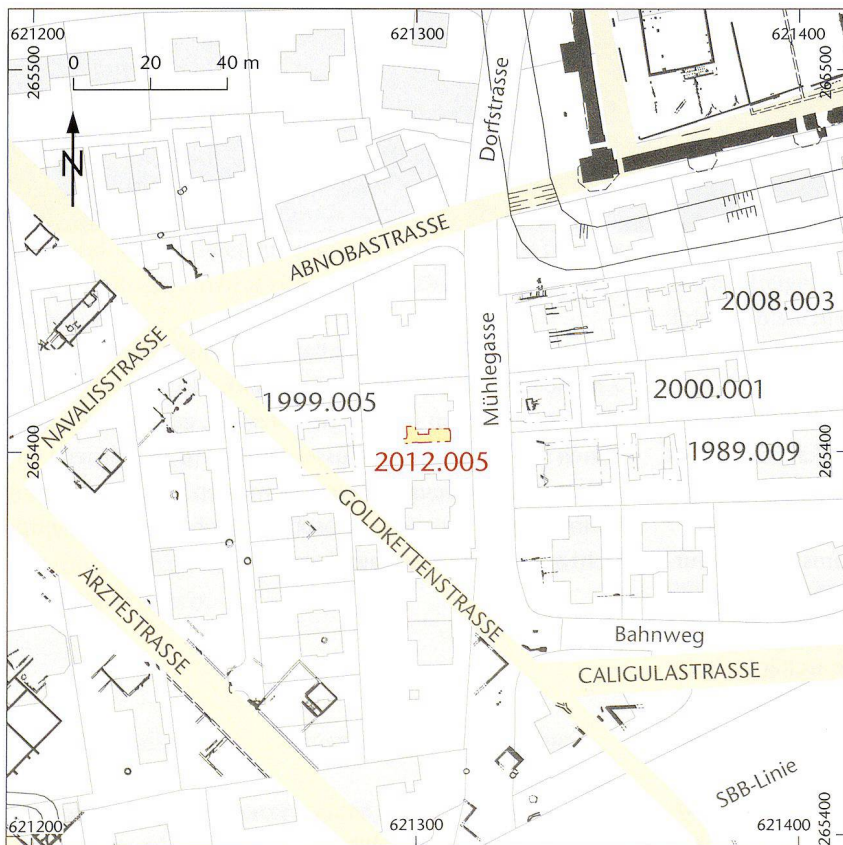 621200
621300
621400
265500
265500
0 20 40 m
N
Dorfstrasse
ABNOBASTRASSE
Mühlegasse
2008.003
NAVALISSTRASSE
1999.005
2000.001
265400
2012.005
1989.009
265400
GOLDKETTENSTRASSE
ÄRZTESTRASSE
Bahnweg
CALIGULASTRASSE
SBB-Linie
621200
621300
621400
265400